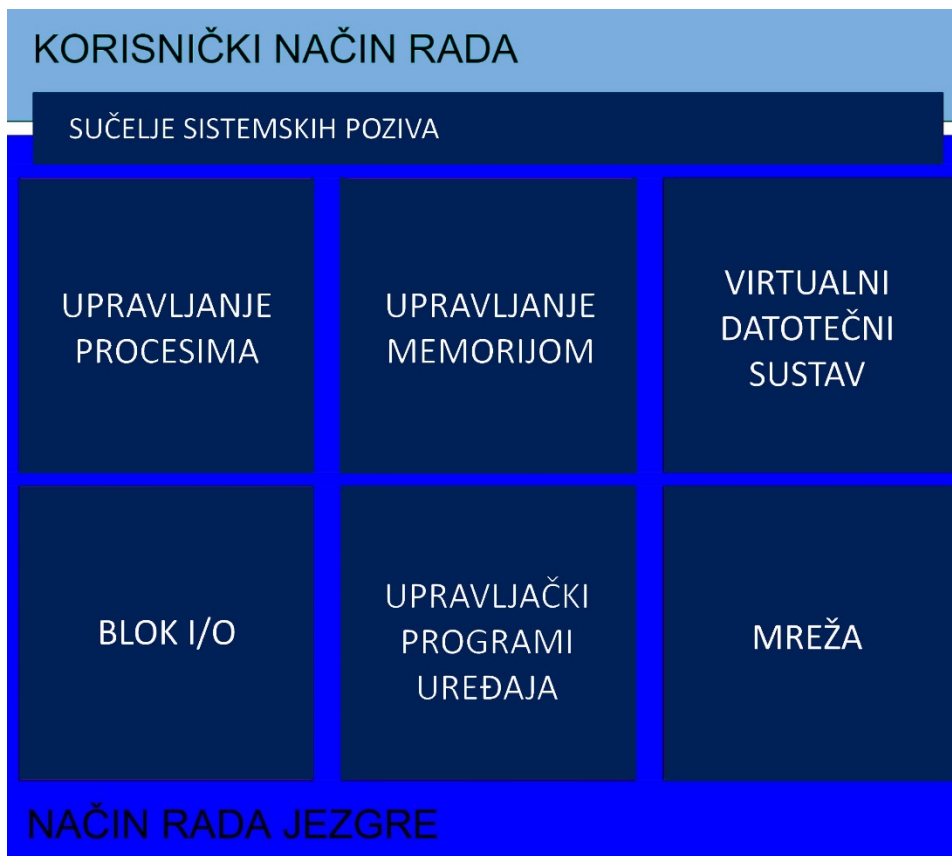 KORISNIČKI NAČIN RADA
SUČELJE SISTEMSKIH POZIVA
UPRAVLJANJE
PROCESIMA
UPRAVLJANJE
MEMORIJOM
VIRTUALNI
DATOTEČNI
SUSTAV
BLOK I/O
UPRAVLJAČKI
PROGRAMI
UREĐAJA
MREŽA
NAČIN RADA JEZGRE